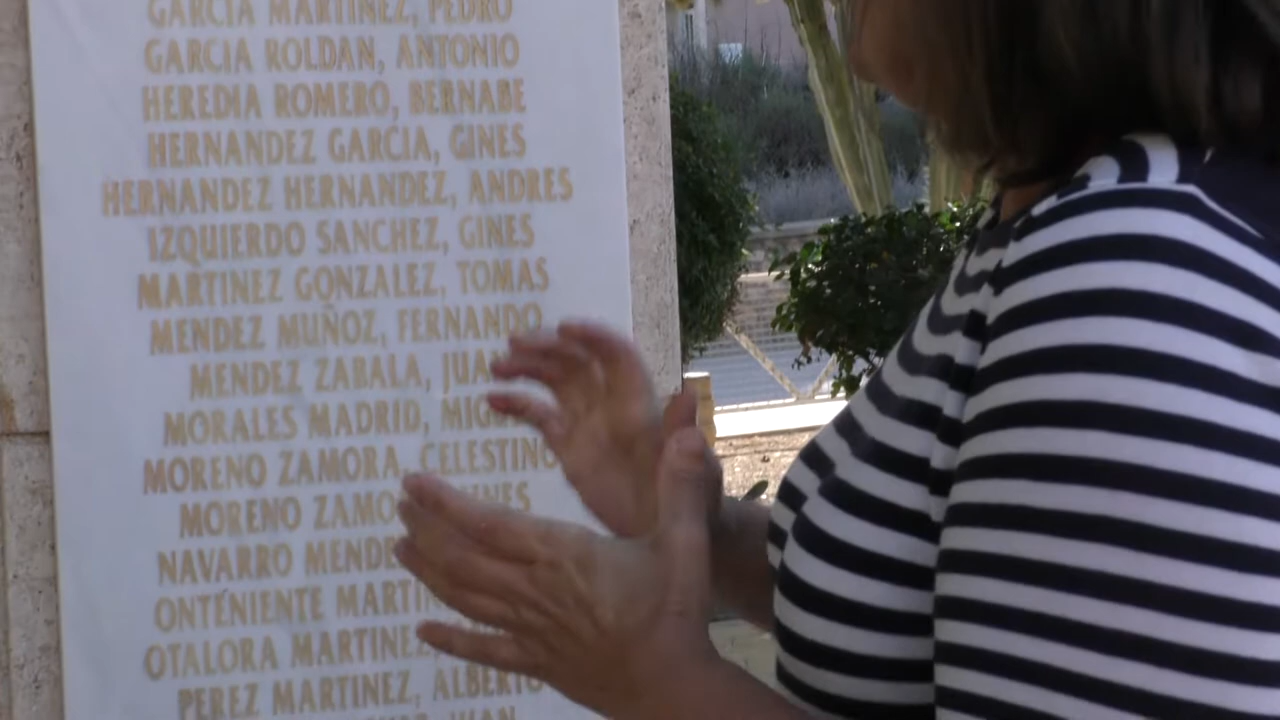 GARCIA MARTINEZ, PEDRO
GARCIA ROLDAN, ANTONIO
HEREDIA ROMERO, BERNABE
HERNANDEZ GARCIA, GINES
HERNANDEZ HERNANDEZ, ANDRES
IZQUIERDO SANCHEZ, GINES
MARTINEZ GONZALEZ, TOMAS
MENDEZ MUÑOZ, FERNANDO
MENDEZ ZABALA, JUAN
MORALES MADRID,
MORENO ZAMORA, CELESTINO
MORENO
NAVARRO
ONTENIENTE
OTALORA MARTINEZ,
PEREZ MARTINEZ, ALBERTO
JUAN